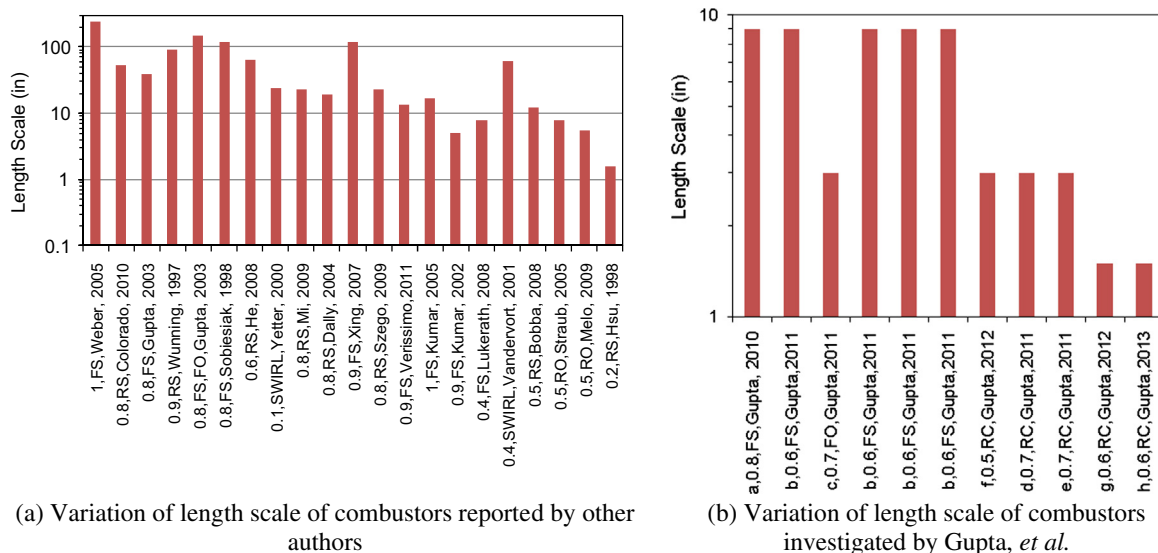 100
10
1
0.1
Length Scale (in)
1,FS,Weber, 2005
0.8,RS,Colorado, 2010
0.8,FS,Gupta, 2003
0.9,RS,Wunning, 1997
0.8,FS,FO,Gupta, 2003
0.8,FS,Sobiesiak, 1998
0.6, RS,He, 2008
0.1,SWIRL,Yetter, 2000
0.8,RS,Mi, 2009
0.8,RS,Dally, 2004
0.9,FS,Xing, 2007
0.8,RS,Szego, 2009
0.9,FS,Verissimo,2011
1,FS,Kumar, 2005
0.9,FS,Kumar, 2002
0.4,FS,Lukerath, 2008
0.4,SWIRL,Vandervort, 2001
0.5,RS,Bobba, 2008
0.5,RO,Straub, 2005
0.5,RO,Melo, 2009
0.2,RS,Hsu, 1998
(a) Variation of length scale of combustors reported by other
authors
10
1
Length Scale (in)
a,0.8,FS,Gupta, 2010
b,0.6,FS,Gupta,2011
c,0.7,FO,Gupta,2011
b,0.6,FS,Gupta,2011
b,0.6,FS,Gupta,2011
b,0.6,FS,Gupta,2011
f,0.5,RC,Gupta,2012
d,0.7,RC,Gupta,2011
e,0.7,RC,Gupta,2011
g,0.6,RC,Gupta,2012
h,0.6,RC,Gupta, 2013
(b) Variation of length scale of combustors
investigated by Gupta, et al.